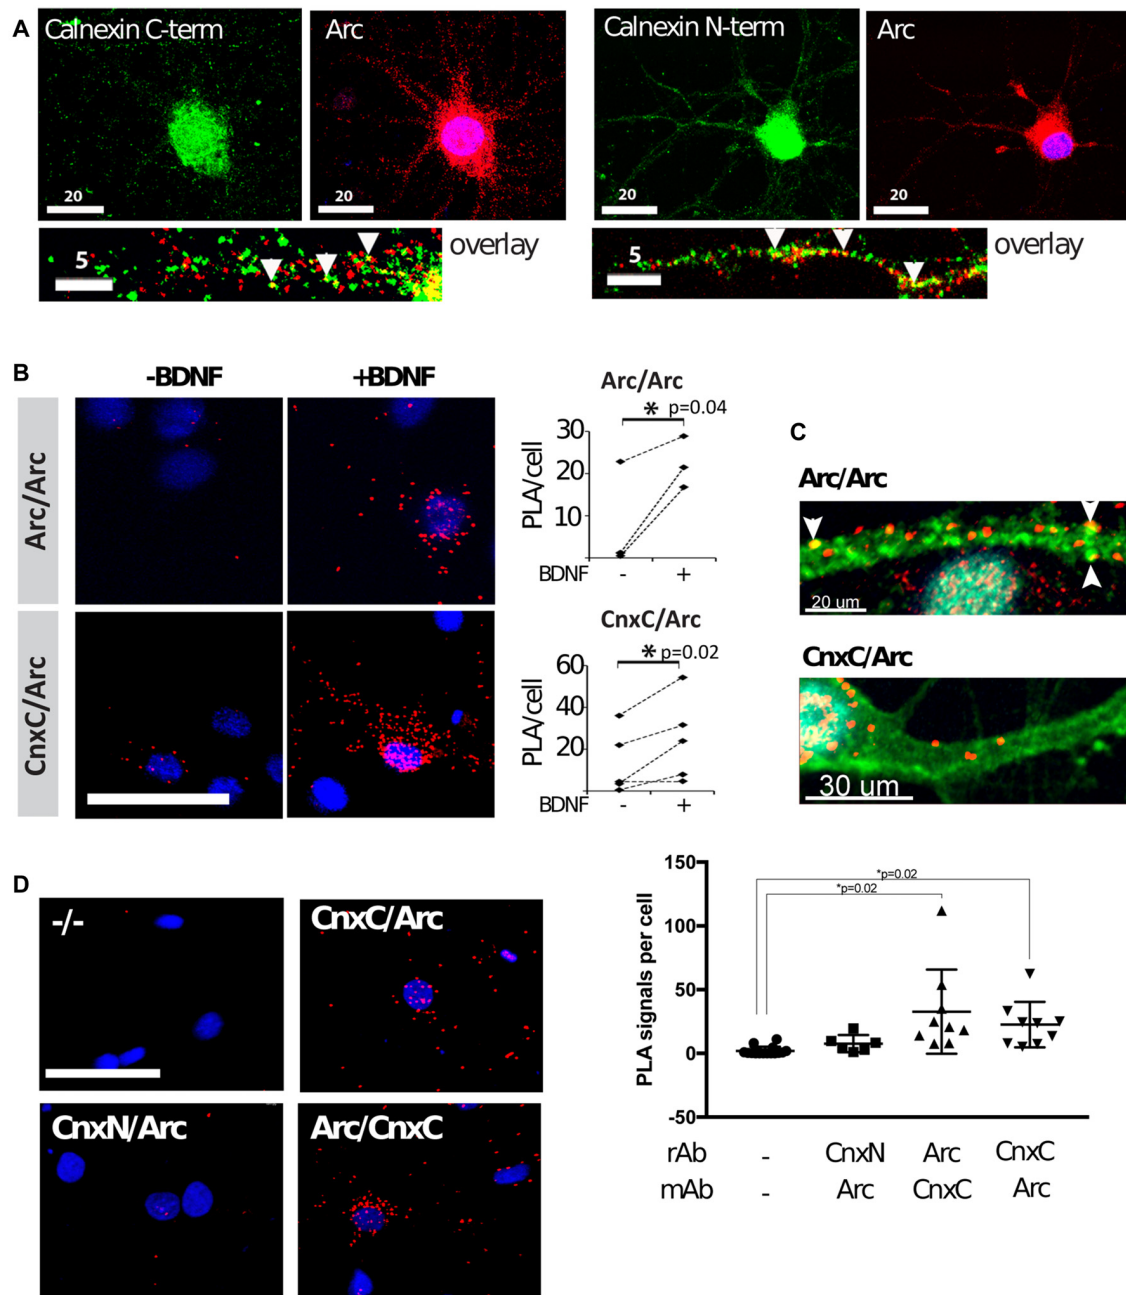 A
Calnexin C-term
Arc
Calnexin N-term
Arc
20
20
20
20
5
overlay
5
overlay
B
-BDNF
+BDNF
Arc/Arc
CnxC/Arc
Arc/Arc
* p=0.04
PLA/cell
30
20
10
BDNF - +
CnxC/Arc
* p=0.02
PLA/cell
60
40
20
BDNF - +
C
Arc/Arc
20 um
CnxC/Arc
30 um
D
-/-
CnxC/Arc
CnxN/Arc
Arc/CnxC
PLA signals per cell
150
100
50
0
-50
*p=0.02
*p=0.02
rAb - CnxN Arc CnxC
mAb - Arc CnxC Arc